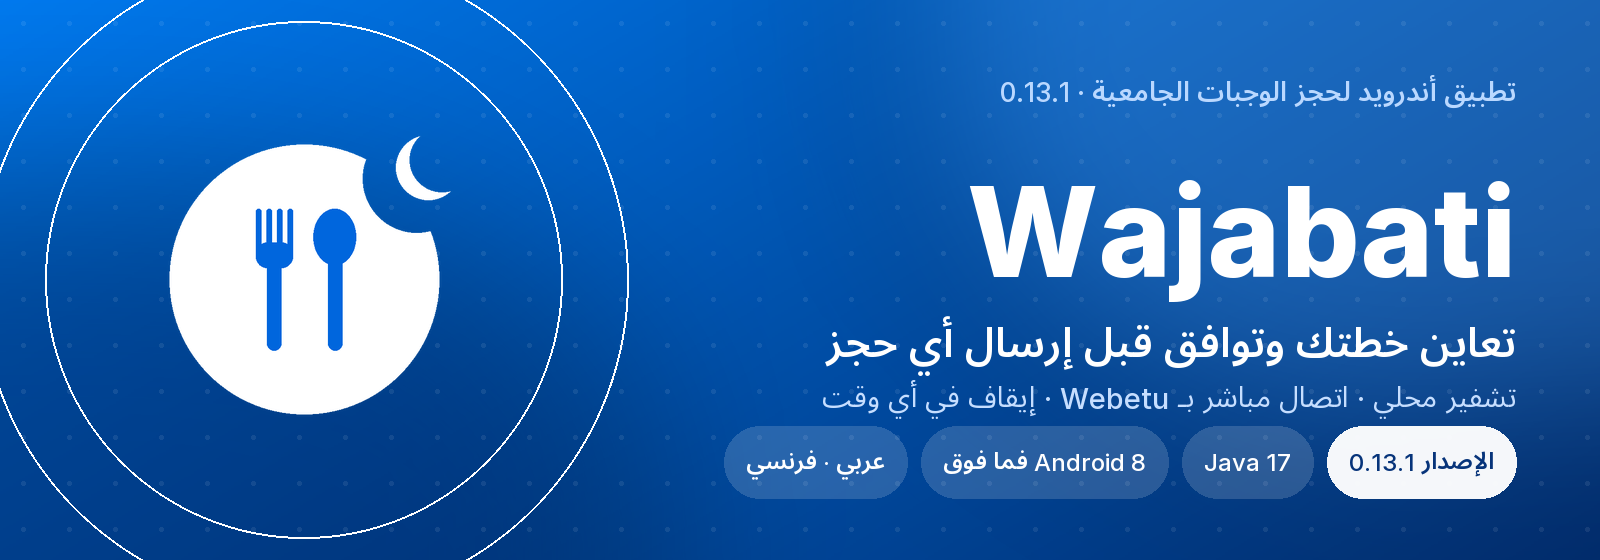 تطبيق أندرويد لحجز الوجبات الجامعية · 0.13.1
Wajabati
تعاين خطتك وتوافق قبل إرسال أي حجز
تشفير محلي · اتصال مباشر بـ Webetu · إيقاف في أي وقت
الإصدار 0.13.1
Java 17
Android 8 فما فوق
عربي · فرنسي